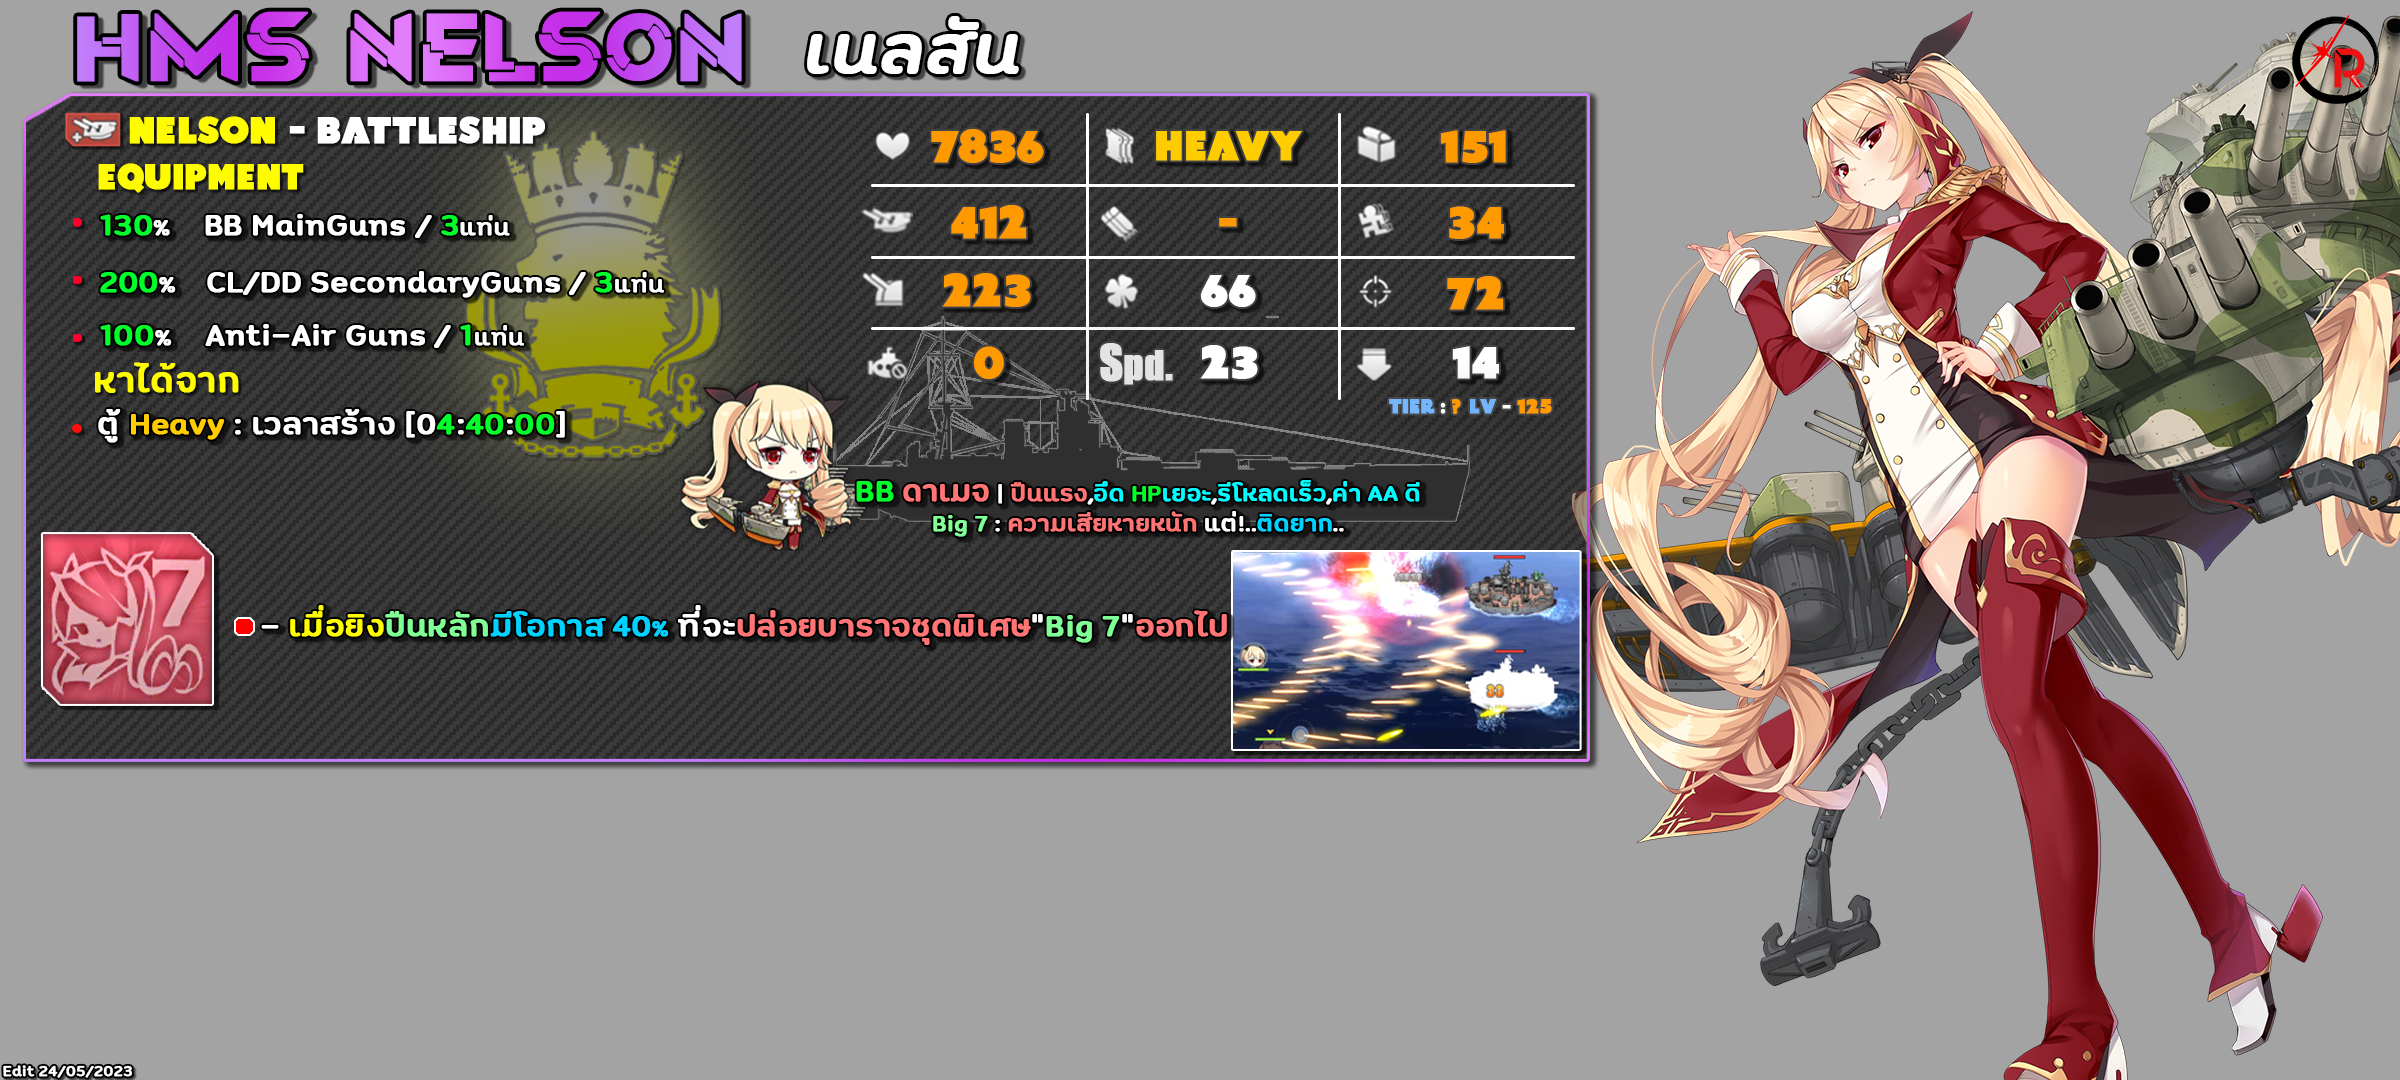 HMS NELSON เนลสัน
NELSON - BATTLESHIP
EQUIPMENT
130% BB MainGuns / 3แท่น
200% CL/DD SecondaryGuns / 3แท่น
100% Anti-Air Guns / 1แท่น
หาได้จาก
ตู้ Heavy : เวลาสร้าง [04:40:00]
7836 HEAVY 151
412 - 34
223 66 72
0 Spd. 23 14
TIER : ? LV - 125
BB ดาเมจ | ปืนแรง,อึด HPเยอะ,รีโหลดเร็ว,ค่า AA ดี
Big 7 : ความเสียหายหนัก แต่!..ติดยาก..
7
- เมื่อยิงปืนหลักมีโอกาส 40% ที่จะปล่อยบาราจชุดพิเศษ"Big 7"ออกไป
33
R
Edit 24/05/2023